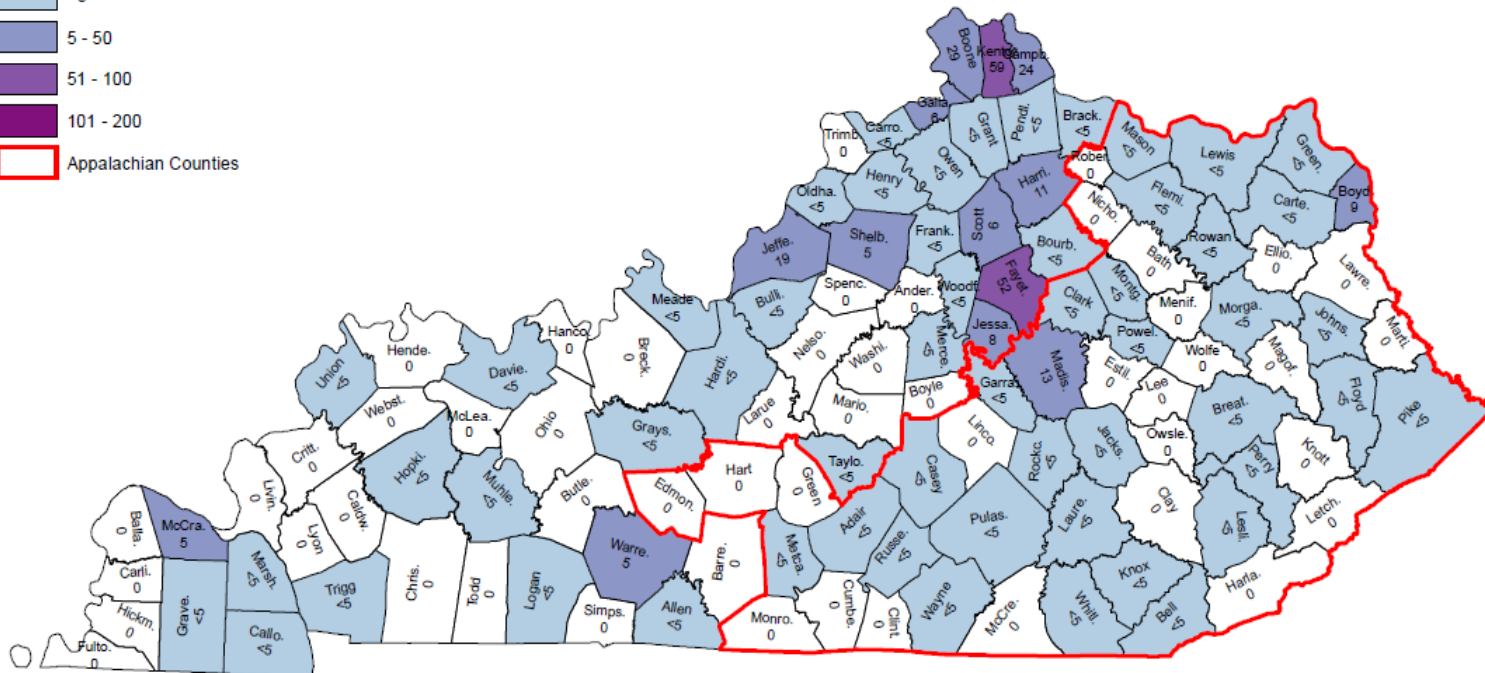 5 - 50
51 - 100
101 - 200
Appalachian Counties
Boone
29
59
Campb.
24
Galla.
6
Carro.
<5
Trimb.
0
Grant
<5
Pendl.
<5
Brack.
<5
Owen
<5
Henry
<5
Oldha.
<5
Harri.
11
Rober.
0
Mason
<5
Lewis
<5
Green.
<5
Boyd
9
Carte.
<5
Flemi.
<5
Nicho.
0
Rowan
<5
Ellio.
0
Lawre.
0
Bath
0
Jeffe.
19
Shelb.
5
Frank.
<5
Scott
6
Bourb.
<5
Fayet.
52
Woodf.
<5
Ander.
0
Spenc.
0
Bulli.
<5
Meade
<5
Clark
<5
Montg.
<5
Menif.
0
Morga.
<5
Johns.
<5
Marti.
0
Powel.
<5
Wolfe
0
Magof.
0
Floyd
<5
Pike
<5
Jessa.
8
Merce.
<5
Washi.
0
Nelso.
0
Hardi.
<5
Breck.
0
Hanco.
0
Davie.
<5
Hende.
0
Union
<5
Webst.
0
McLea.
0
Ohio
0
Grays.
<5
Larue
0
Mario.
0
Boyle
0
Garra.
<5
Madis.
13
Estil.
0
Lee
0
Breat.
<5
Owsle.
0
Perry
<5
Knott
0
Letch.
0
Jacks.
<5
Rockc.
<5
Linco.
0
Casey
<5
Taylo.
<5
Green
0
Hart
0
Edmon.
0
Butle.
0
Muhle.
<5
Hopki.
<5
Critt.
0
Livin.
0
Caldw.
0
Lyon
0
McCra.
5
Balla.
0
Carli.
0
Hickm.
0
Fulto.
0
Grave.
<5
Marsh.
<5
Callo.
<5
Trigg
<5
Chris.
0
Todd
0
Logan
<5
Warre.
5
Simps.
0
Allen
<5
Barre.
0
Metca.
<5
Monro.
0
Adair
<5
Russe.
<5
Cumbe.
0
Clint.
0
Wayne
<5
Pulas.
<5
McCre.
0
Laure.
<5
Clay
0
Lesli.
<5
Knox
<5
Whitl.
<5
Bell
<5
Harla.
0